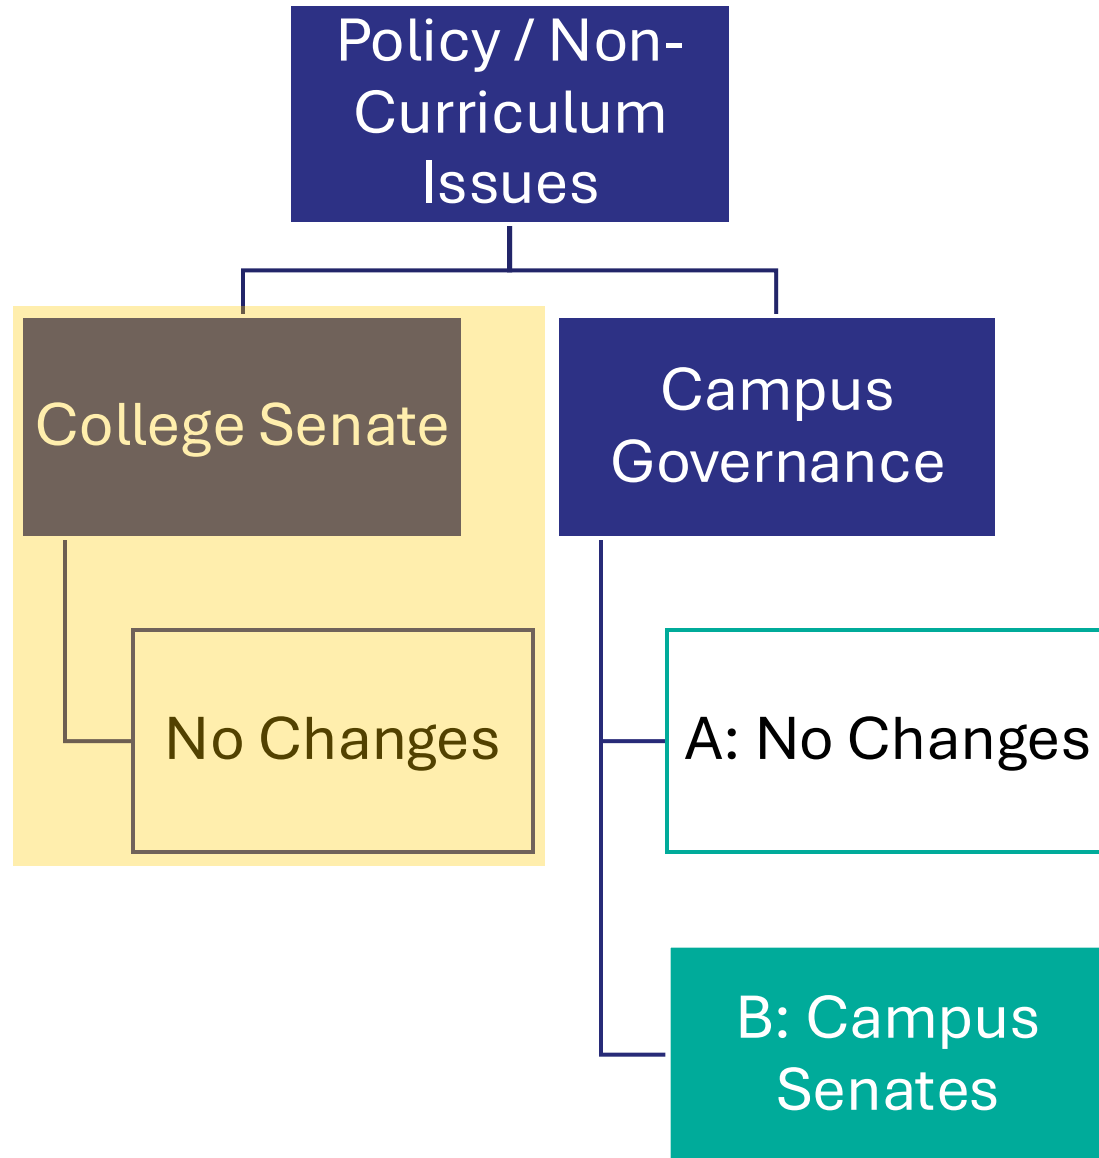 Policy / Non-
Curriculum
Issues
College Senate
Campus
Governance
No Changes
A: No Changes
B: Campus
Senates